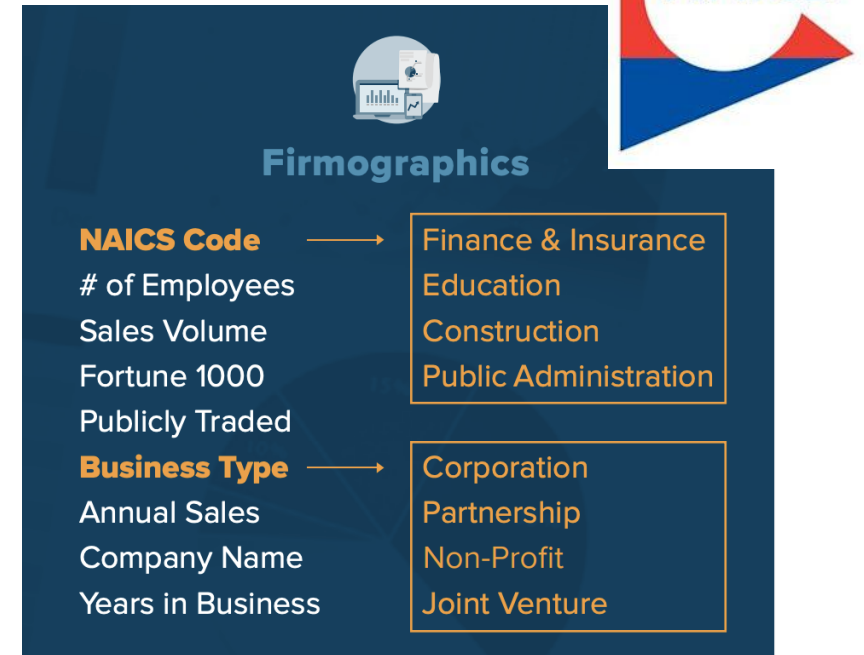 Firmographics
NAICS Code
# of Employees
Sales Volume
Fortune 1000
Publicly Traded
Business Type
Annual Sales
Company Name
Years in Business
Finance & Insurance
Education
Construction
Public Administration
Corporation
Partnership
Non-Profit
Joint Venture